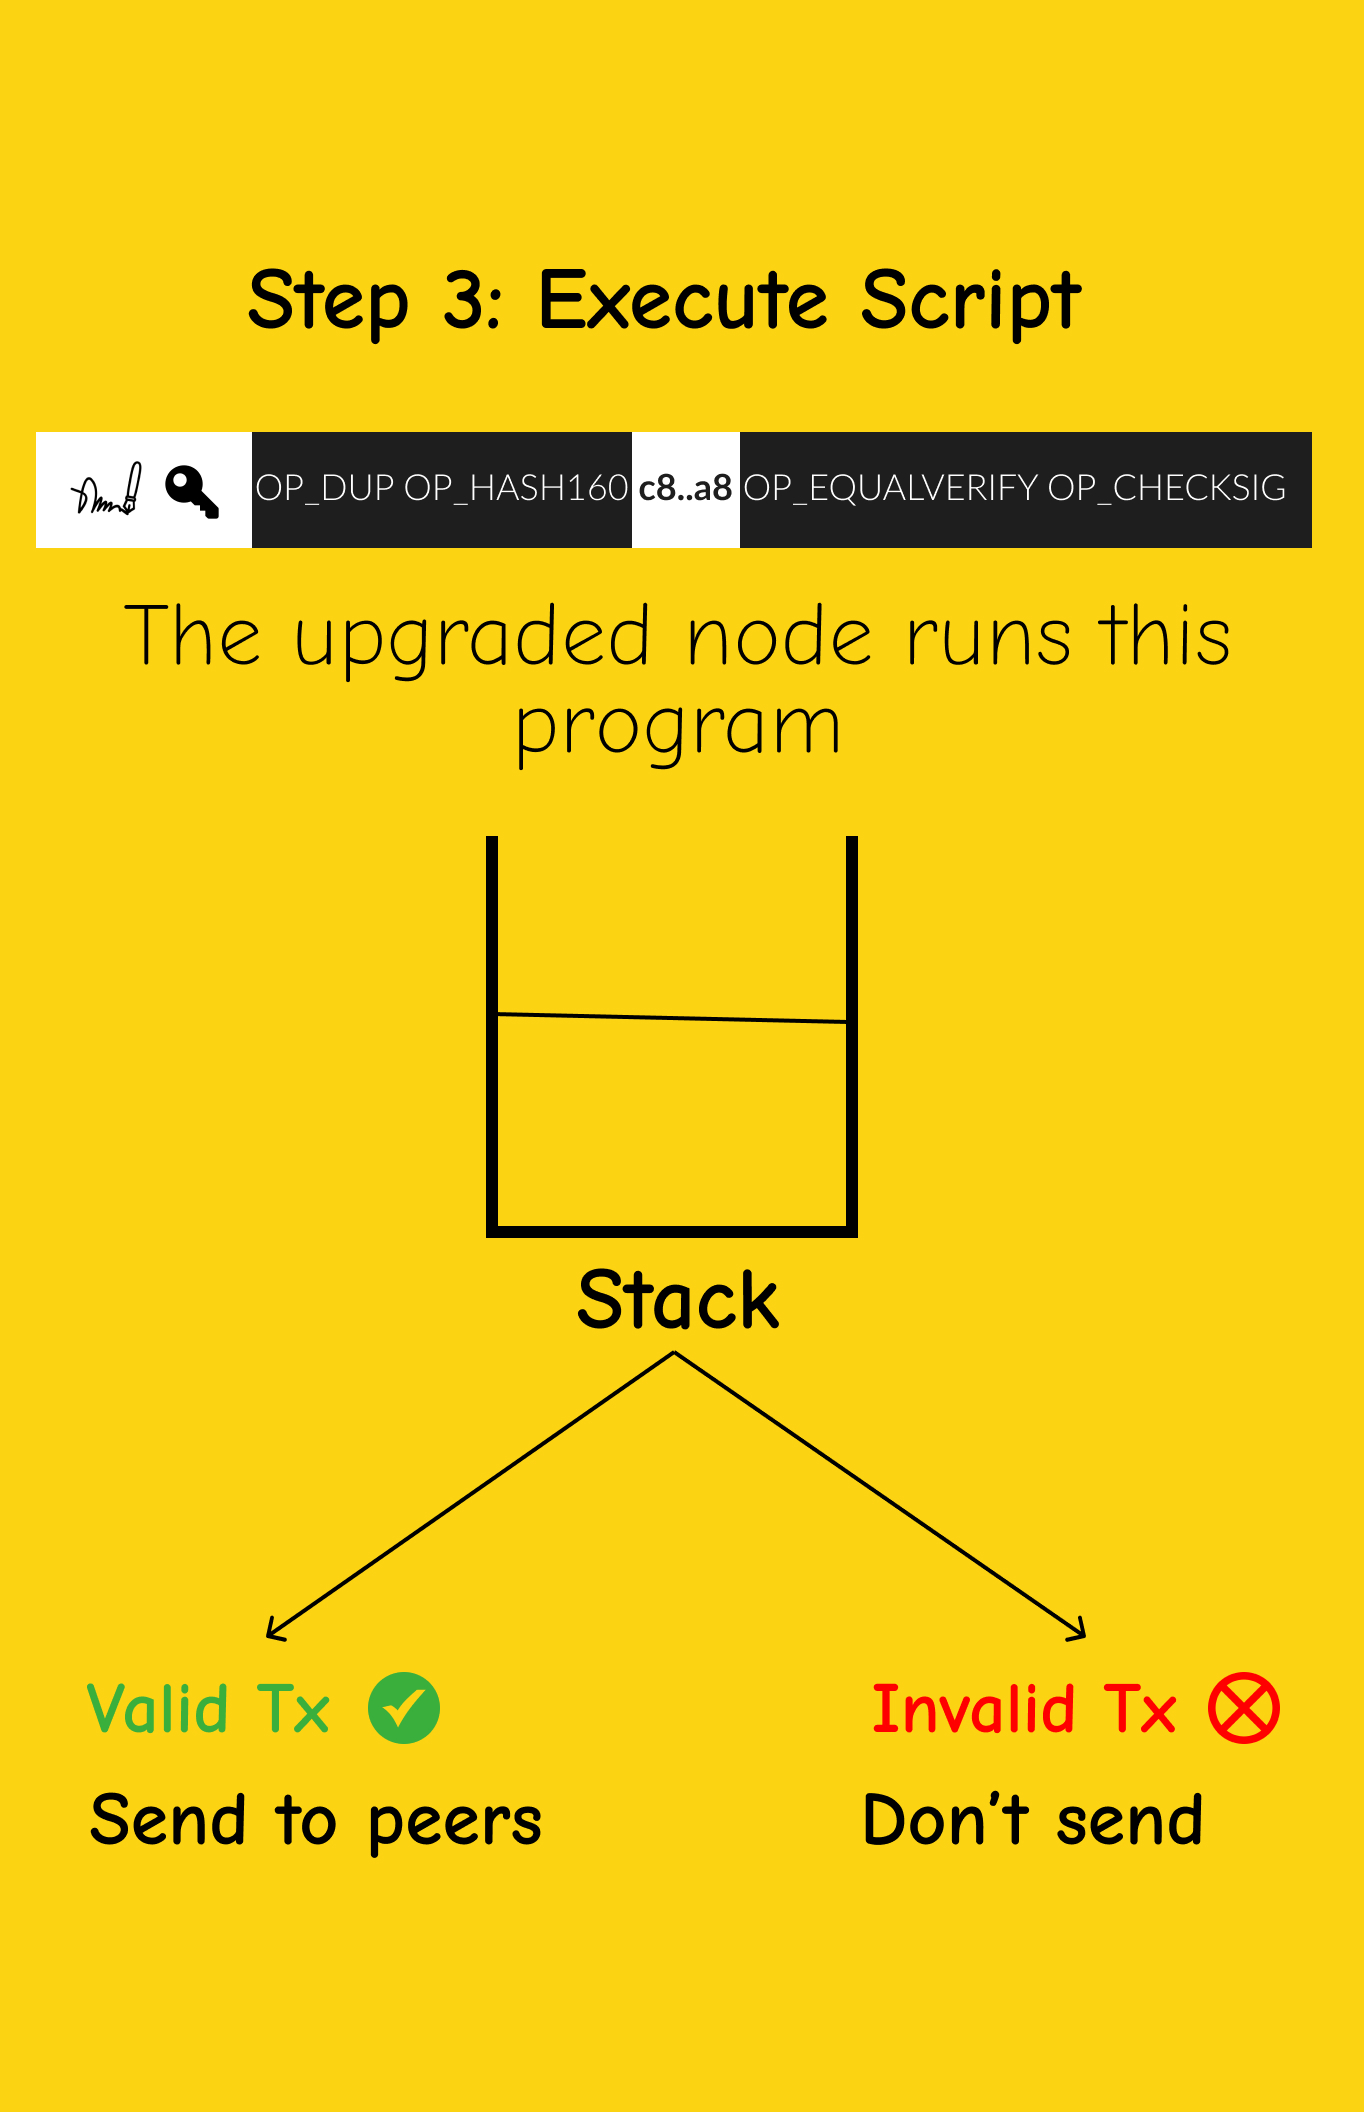 Step 3: Execute Script
OP_DUP OP_HASH160 c8..a8 OP_EQUALVERIFY OP_CHECKSIG
The upgraded node runs this
program
Stack
Valid Tx
Invalid Tx
Send to peers
Don't send